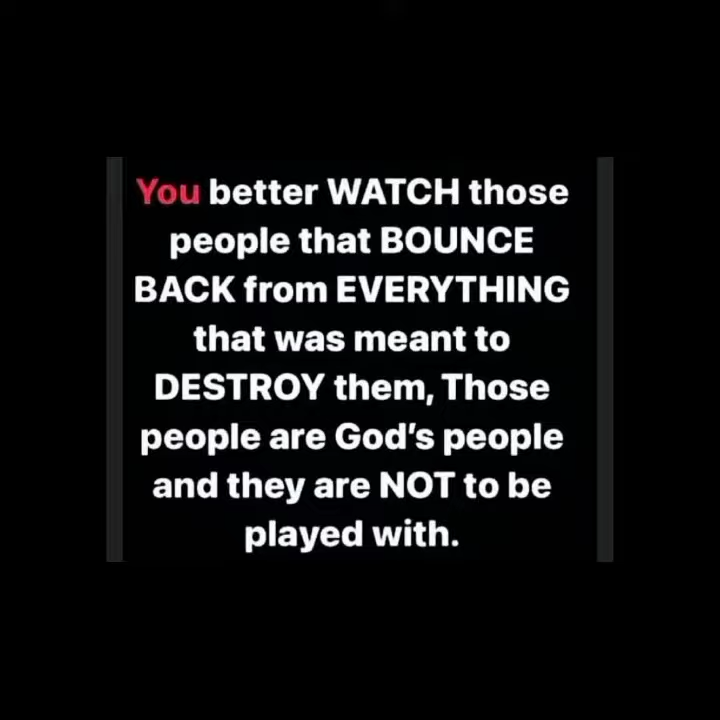 You better WATCH those
people that BOUNCE
BACK from EVERYTHING
that was meant to
DESTROY them, Those
people are God's people
and they are NOT to be
played with.